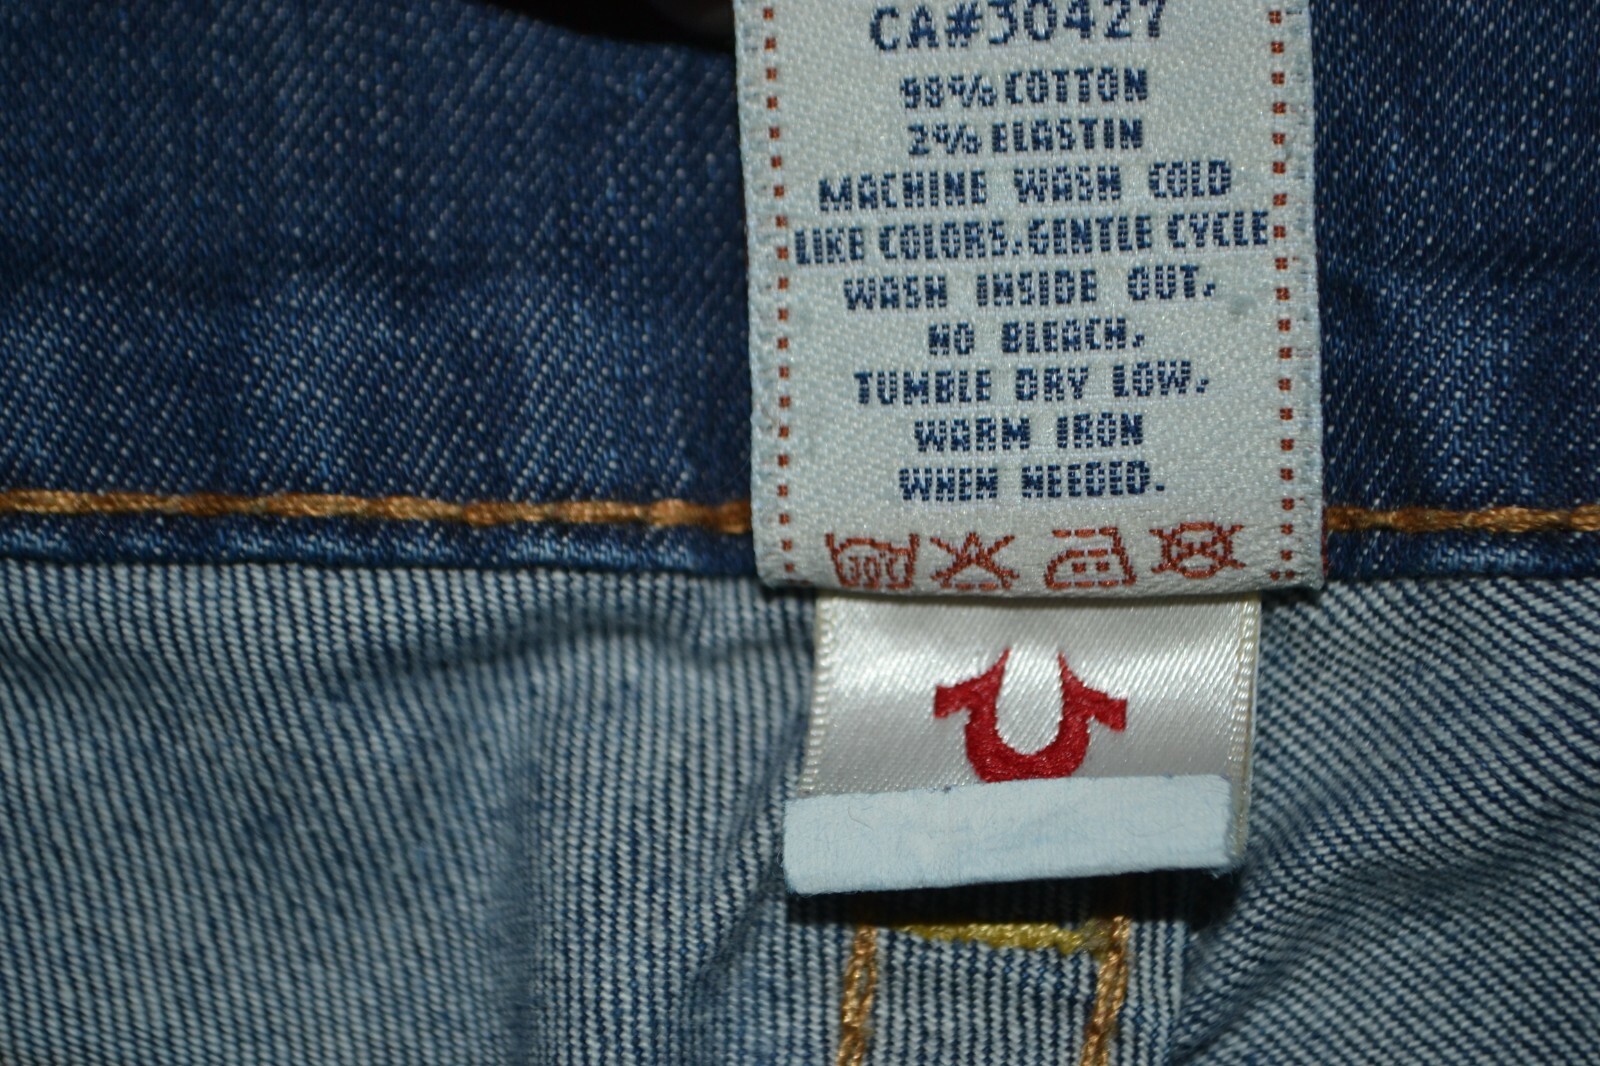 CA#30427
98% COTTON
2% ELASTIN
MACHINE WASH COLD
LIKE COLORS, GENTLE CYCLE
WASH INSIDE OUT,
NO BLEACH,
TUMBLE DRY LOW,
WARM IRON
WHEN NEEDED.
30C